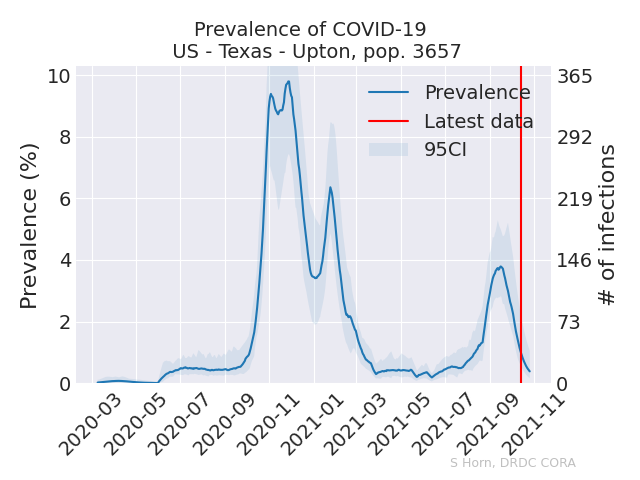 Prevalence of COVID-19
US - Texas - Upton, pop. 3657
Prevalence (%)
10
8
6
4
2
0
Prevalence
Latest data
95CI
365
292
219
146
73
0
# of infections
2020-03
2020-05
2020-07
2020-09
2020-11
2021-01
2021-03
2021-05
2021-07
2021-09
2021-11
S Horn, DRDC CORA